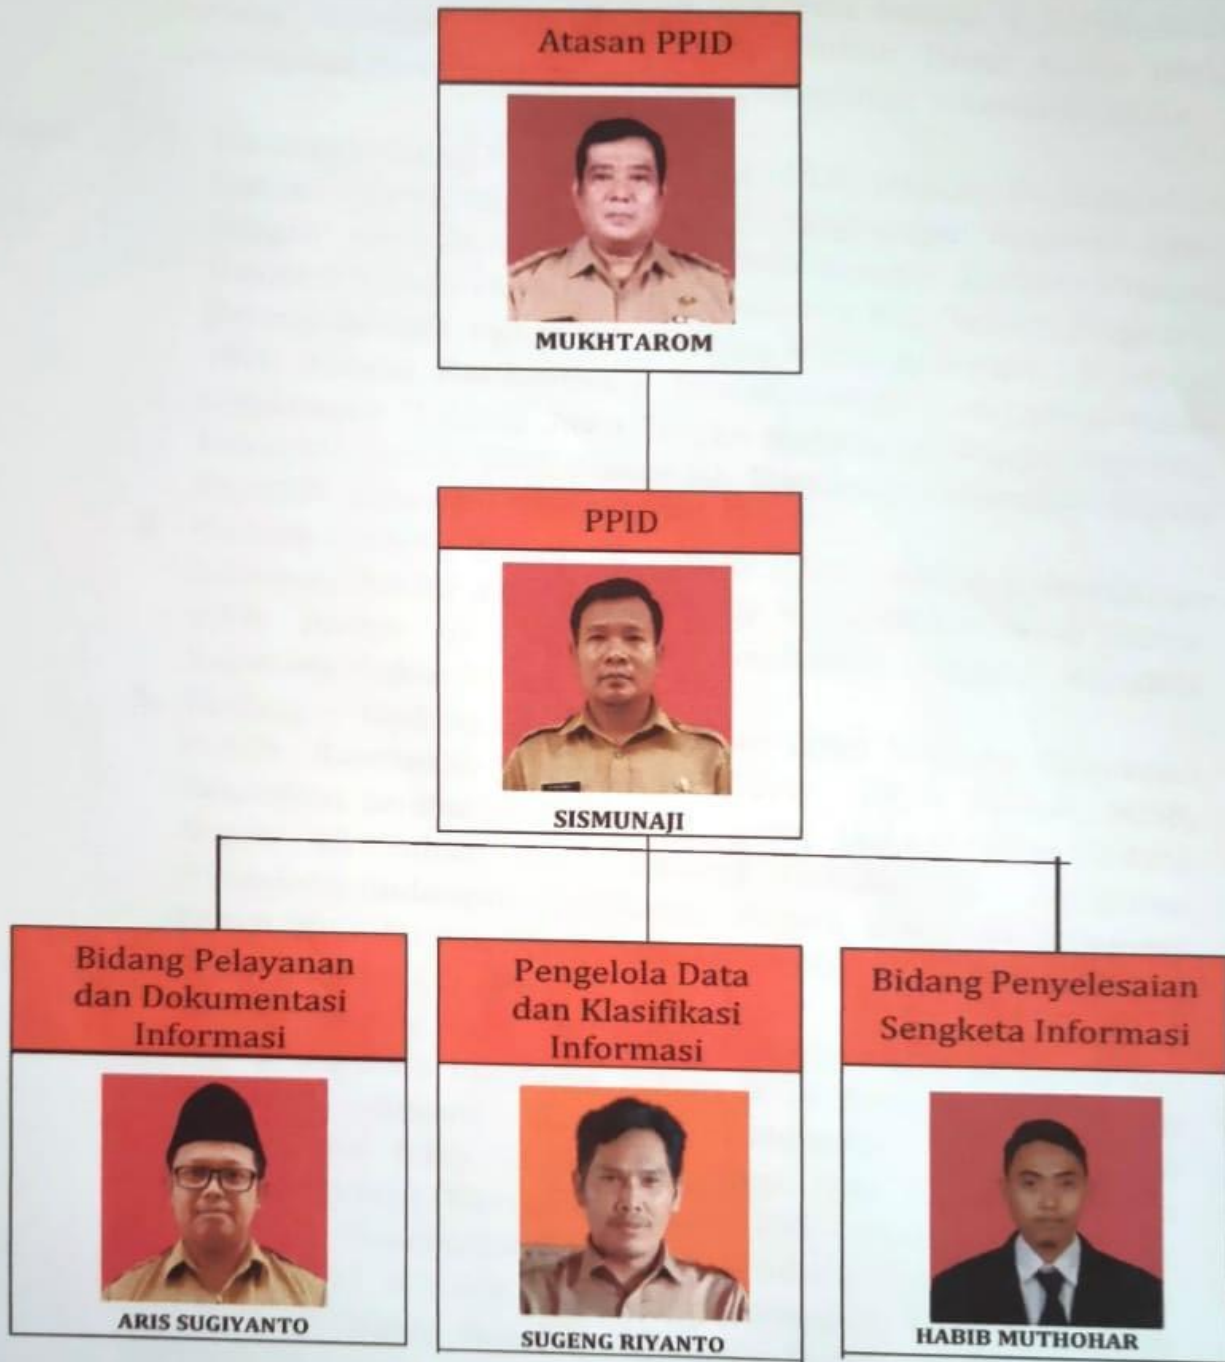 Atasan PPID
MUKHTAROM
PPID
SISMUNAJI
Bidang Pelayanan
dan Dokumentasi
Informasi
ARIS SUGIYANTO
Pengelola Data
dan Klasifikasi
Informasi
SUGENG RIYANTO
Bidang Penyelesaian
Sengketa Informasi
HABIB MUTHOHAR